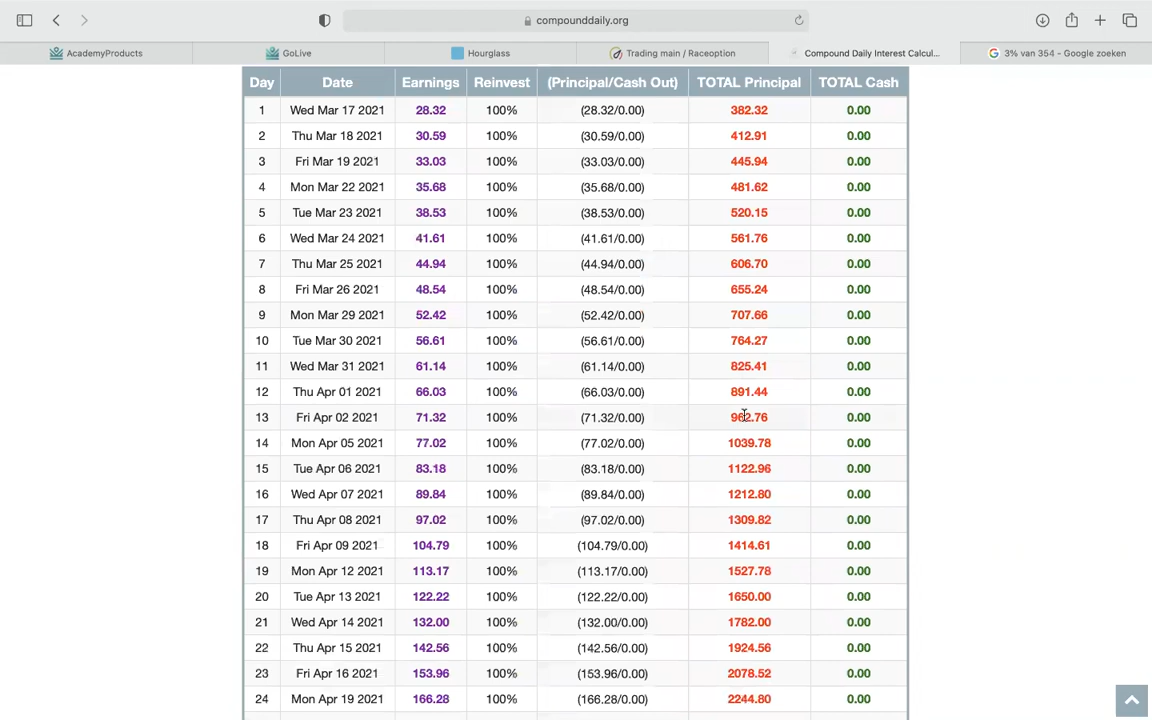 compounddaily.org
AcademyProducts GoLive Hourglass Trading main / Raceoption Compound Daily Interest Calcul... 3% van 354 - Google zoeken
Day Date Earnings Reinvest (Principal/Cash Out) TOTAL Principal TOTAL Cash
1 Wed Mar 17 2021 28.32 100% (28.32/0.00) 382.32 0.00
2 Thu Mar 18 2021 30.59 100% (30.59/0.00) 412.91 0.00
3 Fri Mar 19 2021 33.03 100% (33.03/0.00) 445.94 0.00
4 Mon Mar 22 2021 35.68 100% (35.68/0.00) 481.62 0.00
5 Tue Mar 23 2021 38.53 100% (38.53/0.00) 520.15 0.00
6 Wed Mar 24 2021 41.61 100% (41.61/0.00) 561.76 0.00
7 Thu Mar 25 2021 44.94 100% (44.94/0.00) 606.70 0.00
8 Fri Mar 26 2021 48.54 100% (48.54/0.00) 655.24 0.00
9 Mon Mar 29 2021 52.42 100% (52.42/0.00) 707.66 0.00
10 Tue Mar 30 2021 56.61 100% (56.61/0.00) 764.27 0.00
11 Wed Mar 31 2021 61.14 100% (61.14/0.00) 825.41 0.00
12 Thu Apr 01 2021 66.03 100% (66.03/0.00) 891.44 0.00
13 Fri Apr 02 2021 71.32 100% (71.32/0.00) 962.76 0.00
14 Mon Apr 05 2021 77.02 100% (77.02/0.00) 1039.78 0.00
15 Tue Apr 06 2021 83.18 100% (83.18/0.00) 1122.96 0.00
16 Wed Apr 07 2021 89.84 100% (89.84/0.00) 1212.80 0.00
17 Thu Apr 08 2021 97.02 100% (97.02/0.00) 1309.82 0.00
18 Fri Apr 09 2021 104.79 100% (104.79/0.00) 1414.61 0.00
19 Mon Apr 12 2021 113.17 100% (113.17/0.00) 1527.78 0.00
20 Tue Apr 13 2021 122.22 100% (122.22/0.00) 1650.00 0.00
21 Wed Apr 14 2021 132.00 100% (132.00/0.00) 1782.00 0.00
22 Thu Apr 15 2021 142.56 100% (142.56/0.00) 1924.56 0.00
23 Fri Apr 16 2021 153.96 100% (153.96/0.00) 2078.52 0.00
24 Mon Apr 19 2021 166.28 100% (166.28/0.00) 2244.80 0.00